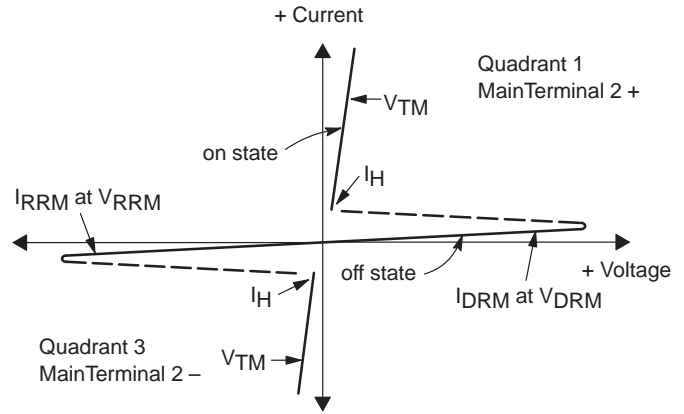 + Current
Quadrant 1
MainTerminal 2 +
VTM
on state
IH
IRRM at VRRM
off state
+ Voltage
IH
IDRM at VDRM
Quadrant 3
MainTerminal 2 –
VTM